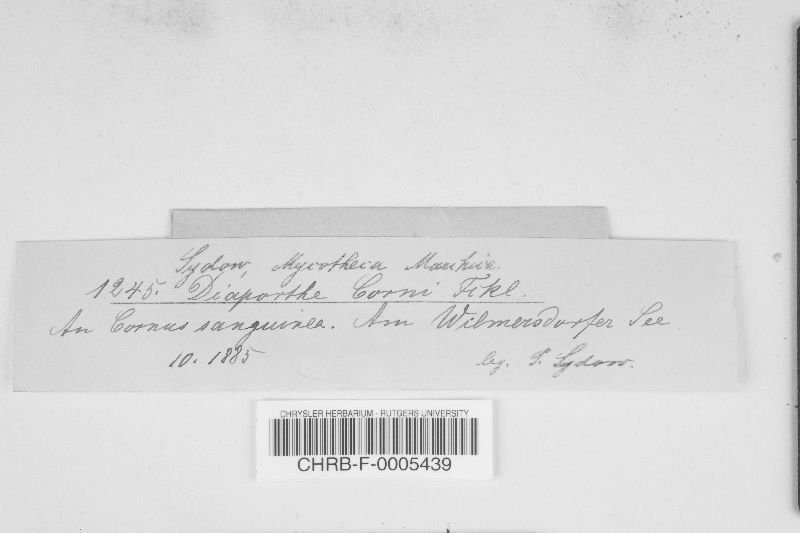 Sydow, Mycotheca Marchica.
1245. Diaporthe Corni Fckl.
An Cornus sanguinea. Am Wilmersdorfer See.
10. 1885
leg. P. Sydow.
CHRYSLER HERBARIUM - RUTGERS UNIVERSITY
CHRB-F-0005439